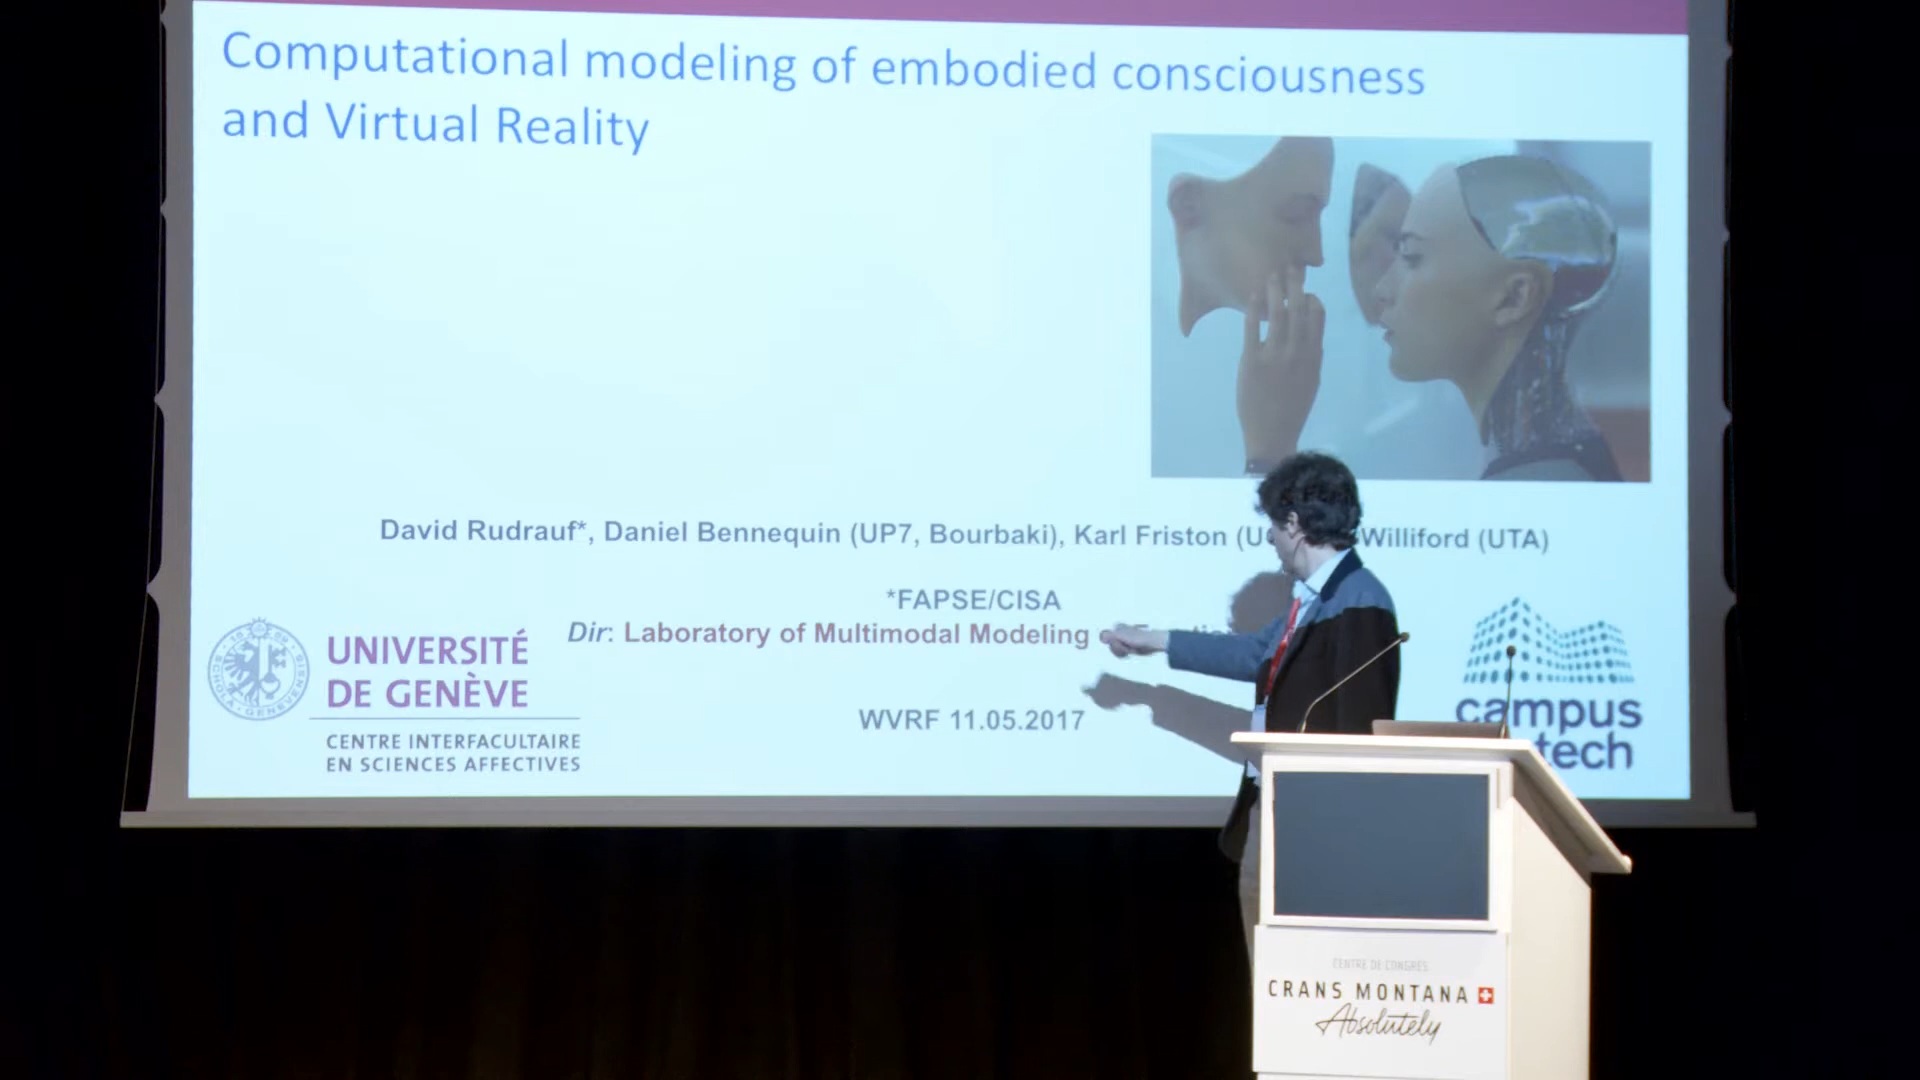 Computational modeling of embodied consciousness
and Virtual Reality
David Rudrauf*, Daniel Bennequin (UP7, Bourbaki), Karl Friston Williford (UTA)
*FAPSE/CISA
Dir: Laboratory of Multimodal Modeling
UNIVERSITÉ
DE GENÈVE
CENTRE INTERFACULTAIRE
EN SCIENCES AFFECTIVES
WVRF 11.05.2017
campus
tech
CENTRE DE CONGRÈS
CRANS MONTANA
Absolutely